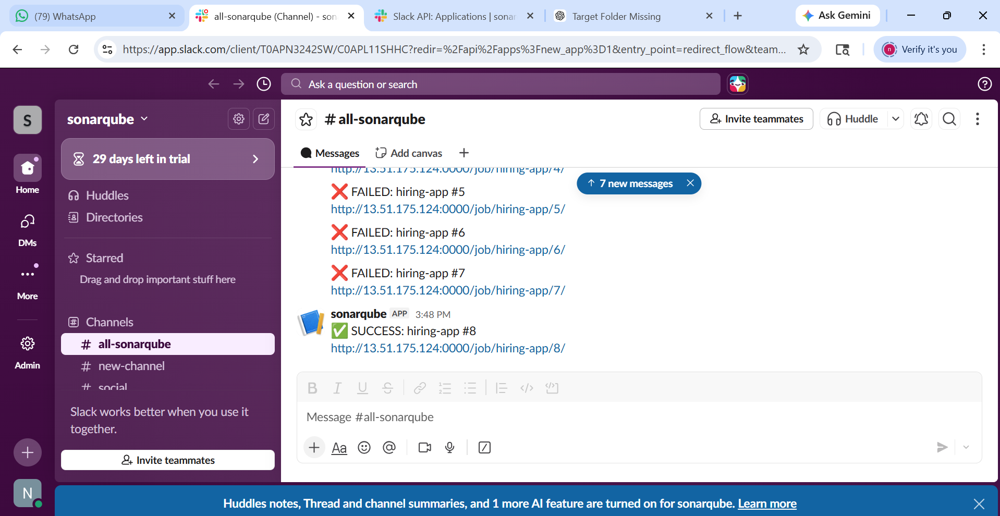 (79) WhatsApp
all-sonarqube (Channel) - son
Slack API: Applications | sonar
Target Folder Missing
Ask Gemini
https://app.slack.com/client/T0APN3242SW/C0APL11SHHC?redir=%2Fapi%2Fapps%3Fnew_app%3D1&entry_point=redirect_flow&team...
n
Verify it's you
Ask a question or search
S
Home
DMs
More
Admin
N
sonarqube
29 days left in trial
Huddles
Directories
Starred
Drag and drop important stuff here
Channels
# all-sonarqube
# new-channel
# social
Slack works better when you use it
together.
Invite teammates
# all-sonarqube
Invite teammates
Huddle
Messages
Add canvas
http://13.51.175.124:0000/job/hiring-app/4/
7 new messages
FAILED: hiring-app #5
http://13.51.175.124:0000/job/hiring-app/5/
FAILED: hiring-app #6
http://13.51.175.124:0000/job/hiring-app/6/
FAILED: hiring-app #7
http://13.51.175.124:0000/job/hiring-app/7/
sonarqube APP 3:48 PM
SUCCESS: hiring-app #8
http://13.51.175.124:0000/job/hiring-app/8/
B I U S
Message #all-sonarqube
Aa
Huddles notes, Thread and channel summaries, and 1 more AI feature are turned on for sonarqube. Learn more